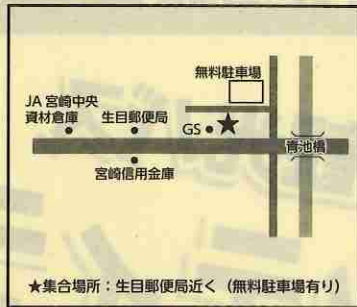 無料駐車場
JA 宮崎中央
資材倉庫
生目郵便局
GS
★
青池橋
宮崎信用金庫
★集合場所：生目郵便局近く（無料駐車場有り）